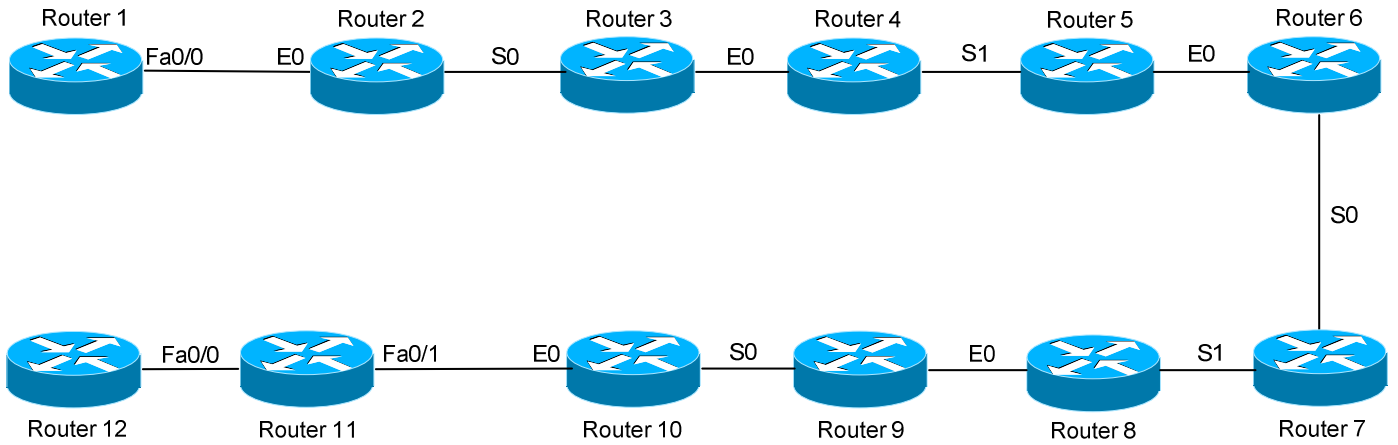 Router 1
Router 2
Router 3
Router 4
Router 5
Router 6
Fa0/0
E0
S0
E0
S1
E0
S0
Fa0/0
Fa0/1
E0
S0
E0
S1
Router 12
Router 11
Router 10
Router 9
Router 8
Router 7